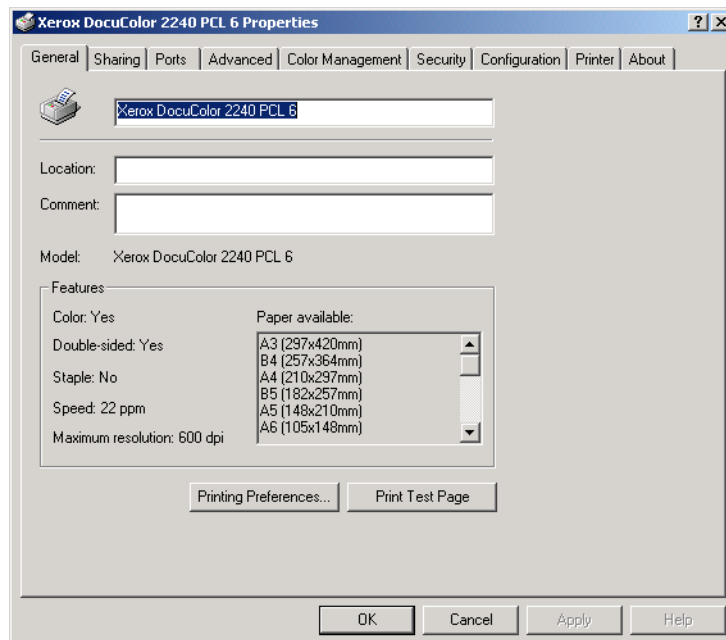 Xerox DocuColor 2240 PCL 6 Properties
General Sharing Ports Advanced Color Management Security Configuration Printer About
Xerox DocuColor 2240 PCL 6
Location:
Comment:
Model: Xerox DocuColor 2240 PCL 6
Features
Color: Yes
Double-sided: Yes
Staple: No
Speed: 22 ppm
Maximum resolution: 600 dpi
Paper available:
A3 (297x420mm)
B4 (257x364mm)
A4 (210x297mm)
B5 (182x257mm)
A5 (148x210mm)
A6 (105x148mm)
Printing Preferences... Print Test Page
OK Cancel Apply Help